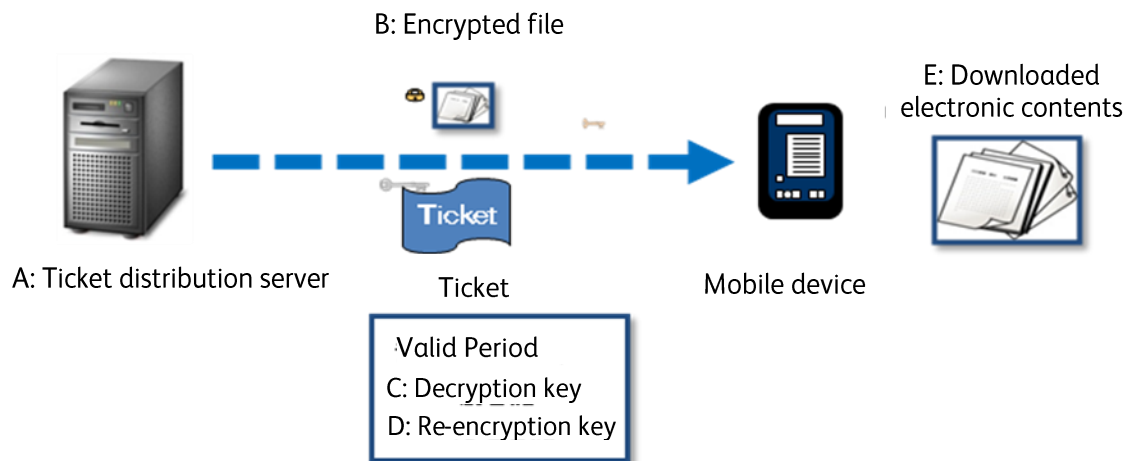 B: Encrypted file
E: Downloaded
electronic contents
Ticket
A: Ticket distribution server
Ticket
Mobile device
Valid Period
C: Decryption key
D: Re-encryption key